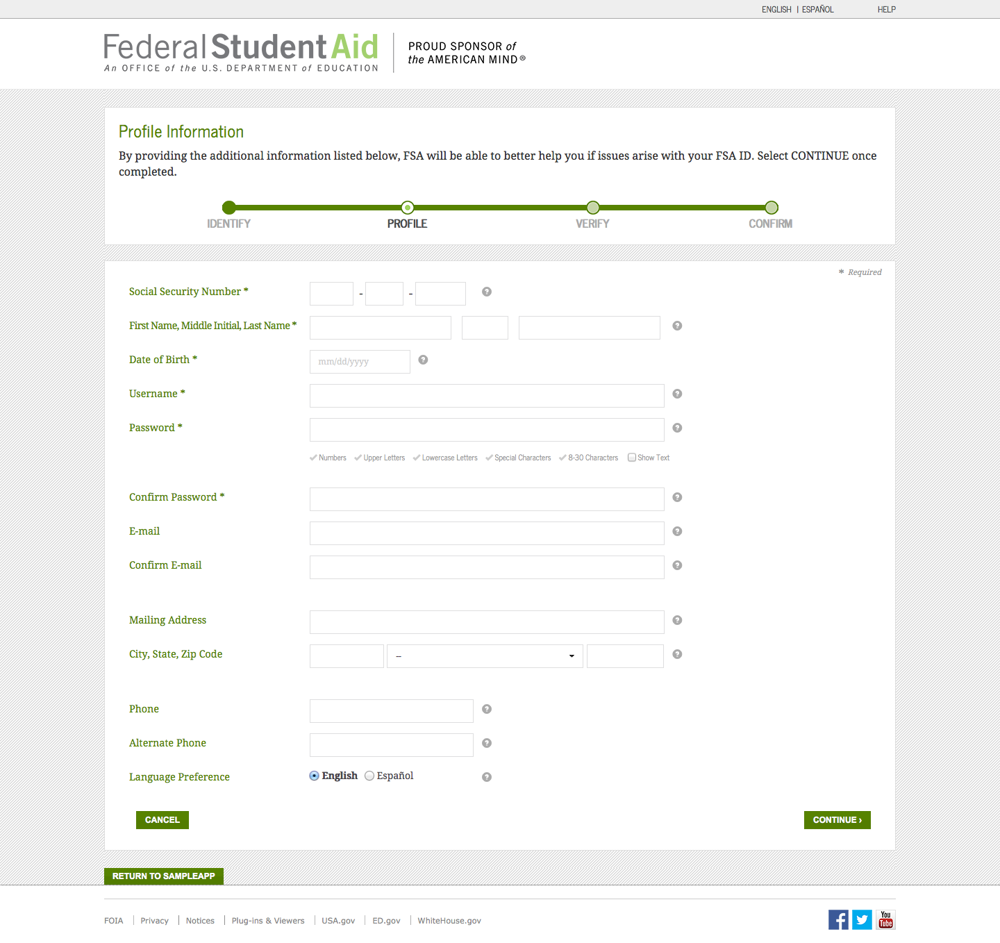 ENGLISH | ESPAÑOL HELP
Federal Student Aid
An OFFICE of the U.S. DEPARTMENT of EDUCATION
PROUD SPONSOR of
the AMERICAN MIND®
Profile Information
By providing the additional information listed below, FSA will be able to better help you if issues arise with your FSA ID. Select CONTINUE once
completed.
IDENTIFY PROFILE VERIFY CONFIRM
* Required
Social Security Number * - - ?
First Name, Middle Initial, Last Name * ?
Date of Birth * mm/dd/yyyy ?
Username * ?
Password * ?
Numbers Upper Letters Lowercase Letters Special Characters 8-30 Characters Show Text
Confirm Password * ?
E-mail ?
Confirm E-mail ?
Mailing Address ?
City, State, Zip Code -- ?
Phone ?
Alternate Phone ?
Language Preference English Español ?
CANCEL CONTINUE ›
RETURN TO SAMPLEAPP
FOIA | Privacy | Notices | Plug-ins & Viewers | USA.gov | ED.gov | WhiteHouse.gov
You Tube